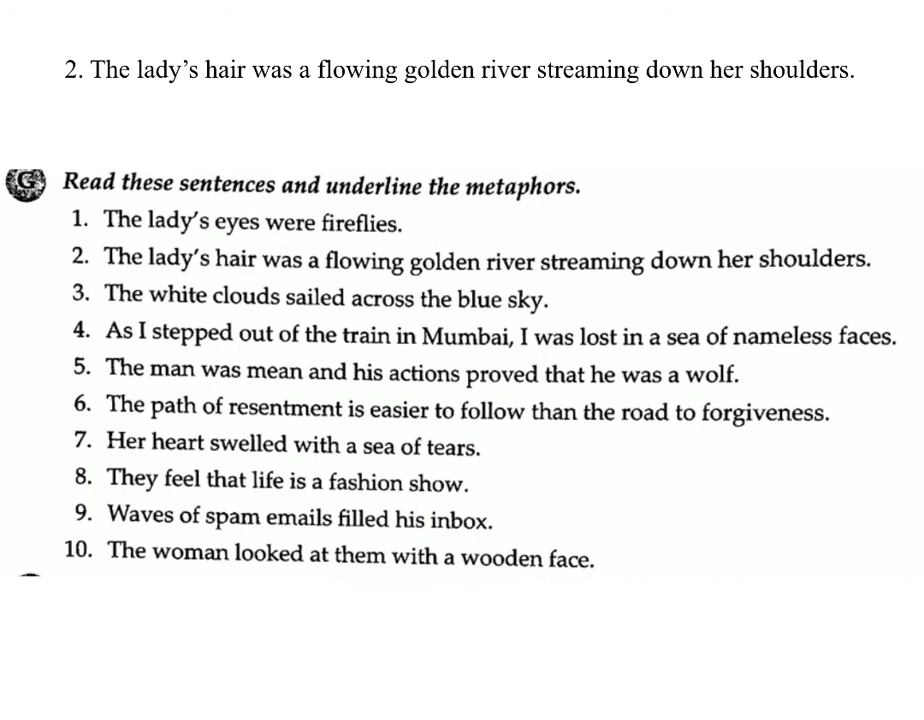 2. The lady’s hair was a flowing golden river streaming down her shoulders.
G Read these sentences and underline the metaphors.
1. The lady's eyes were fireflies.
2. The lady's hair was a flowing golden river streaming down her shoulders.
3. The white clouds sailed across the blue sky.
4. As I stepped out of the train in Mumbai, I was lost in a sea of nameless faces.
5. The man was mean and his actions proved that he was a wolf.
6. The path of resentment is easier to follow than the road to forgiveness.
7. Her heart swelled with a sea of tears.
8. They feel that life is a fashion show.
9. Waves of spam emails filled his inbox.
10. The woman looked at them with a wooden face.